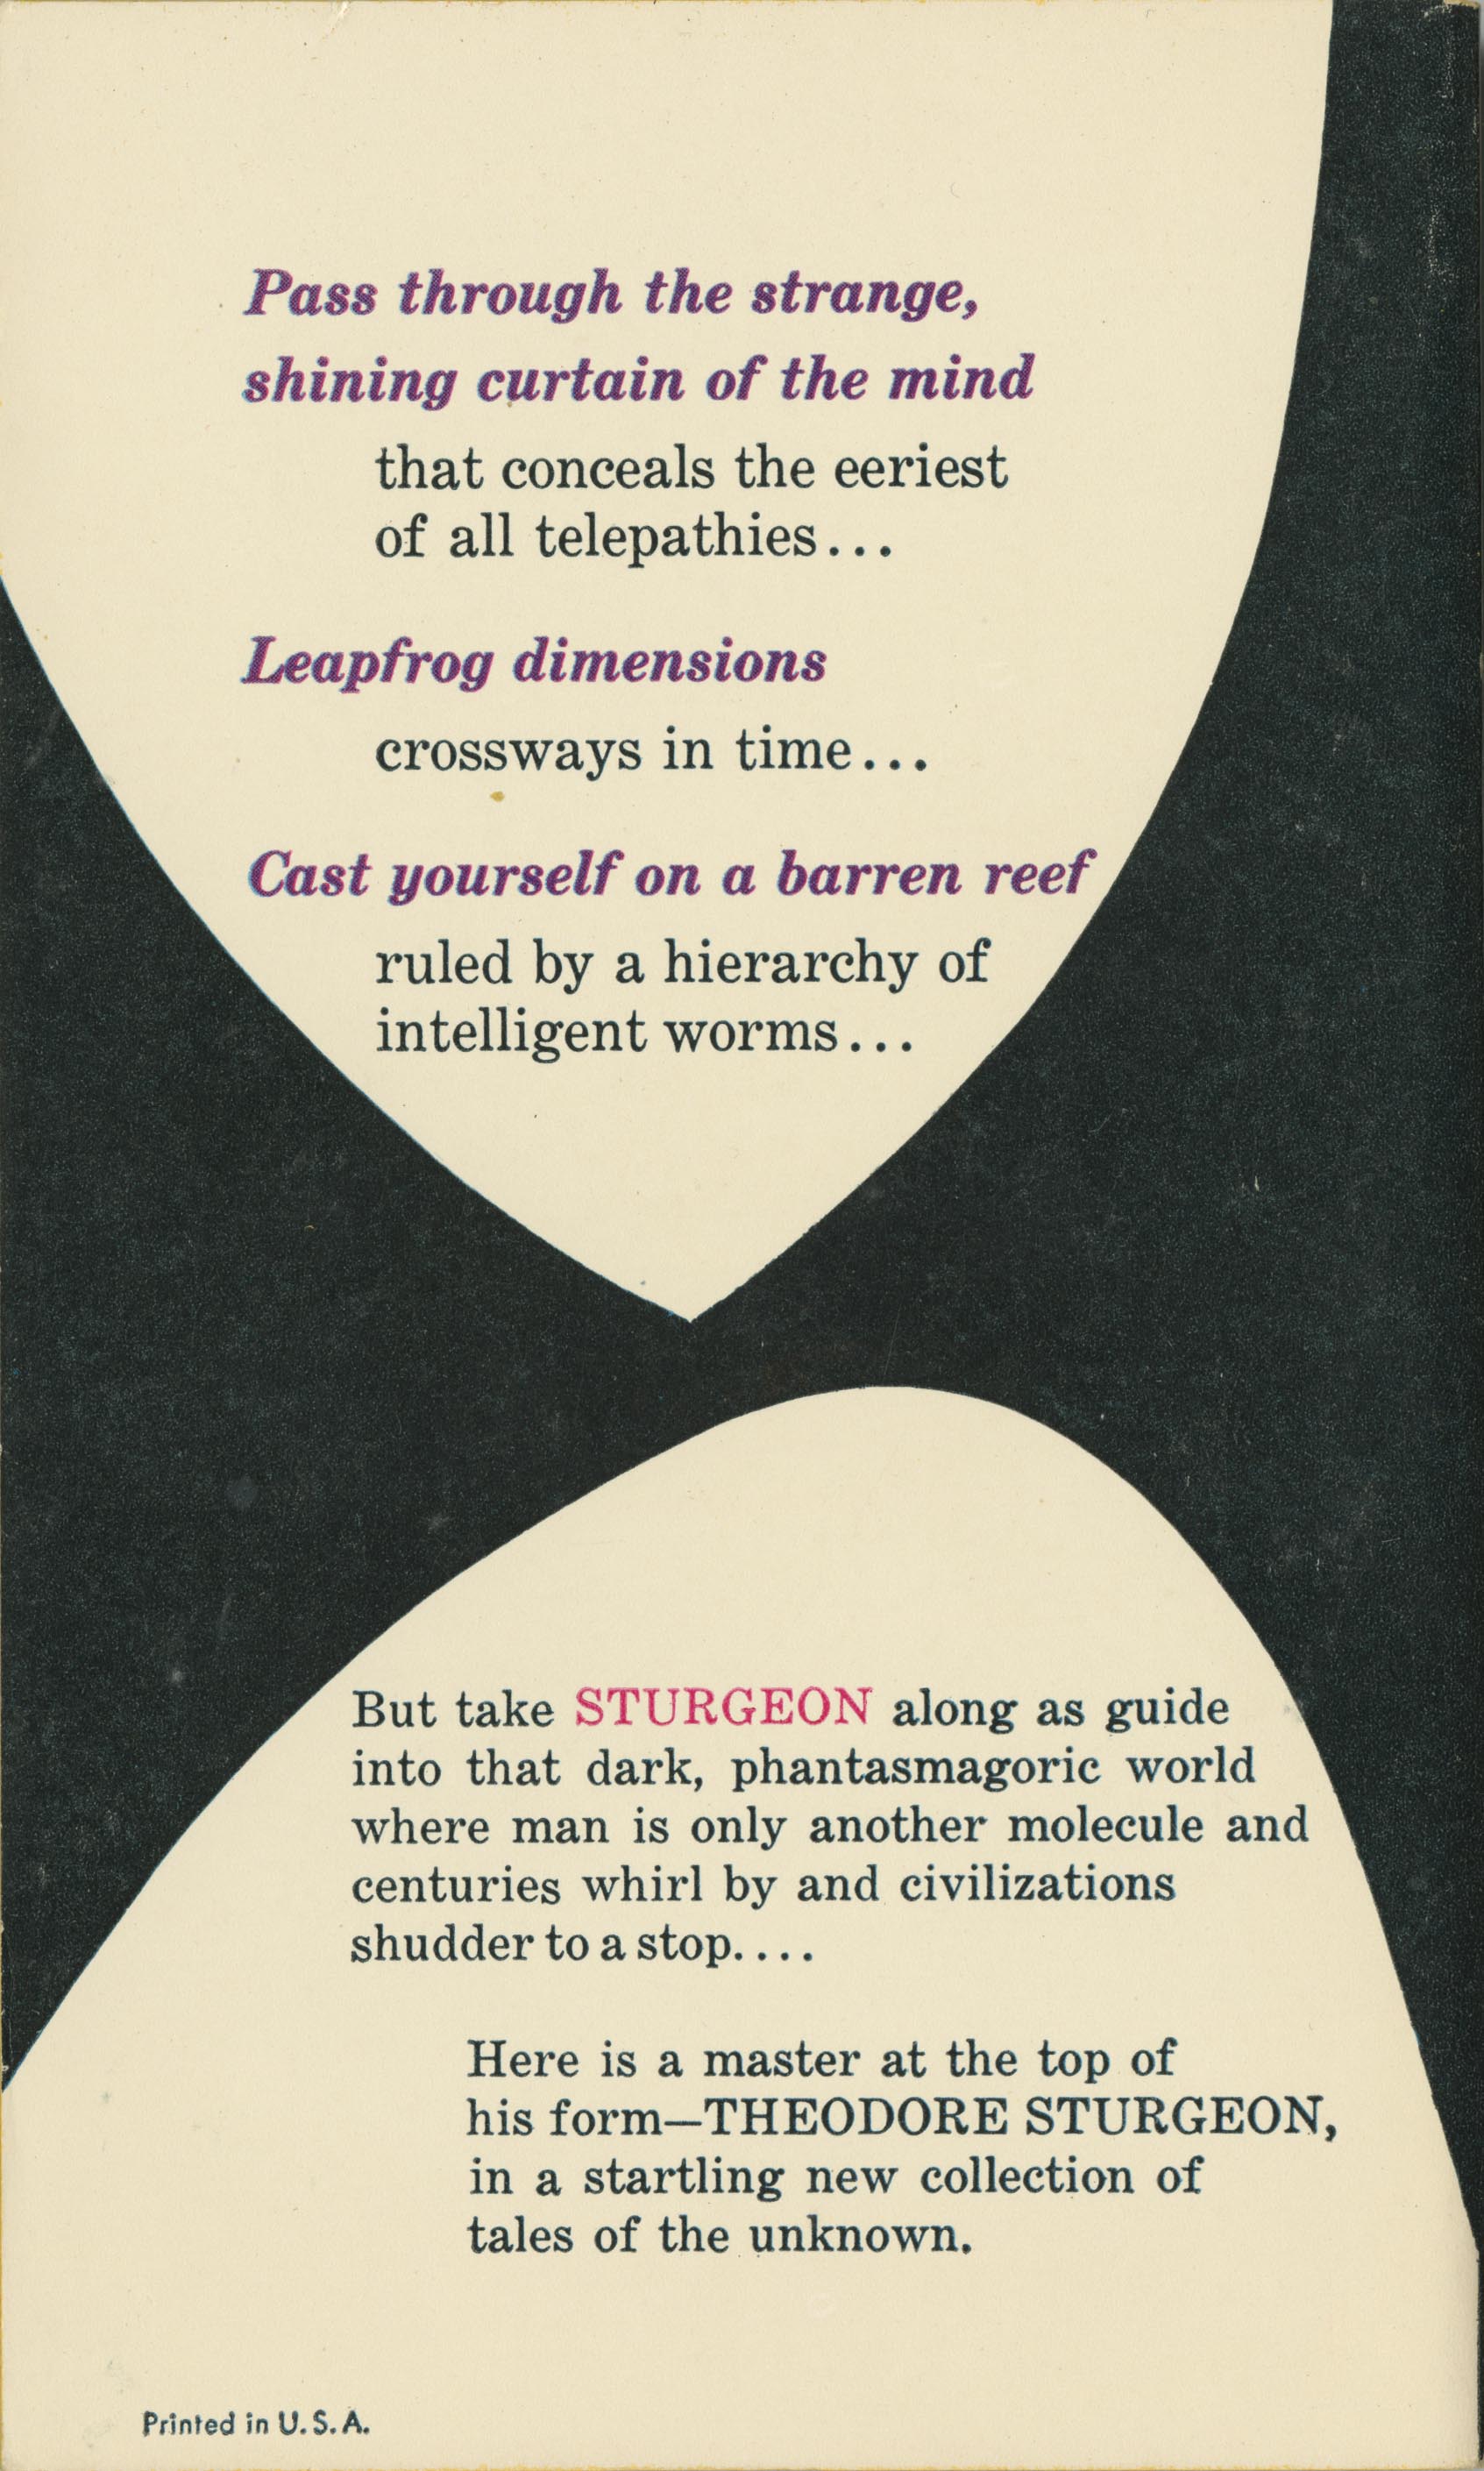 Pass through the strange,
shining curtain of the mind
that conceals the eeriest
of all telepathies...
Leapfrog dimensions
crossways in time...
Cast yourself on a barren reef
ruled by a hierarchy of
intelligent worms...
But take STURGEON along as guide
into that dark, phantasmagoric world
where man is only another molecule and
centuries whirl by and civilizations
shudder to a stop....
Here is a master at the top of
his form—THEODORE STURGEON,
in a startling new collection of
tales of the unknown.
Printed in U.S.A.